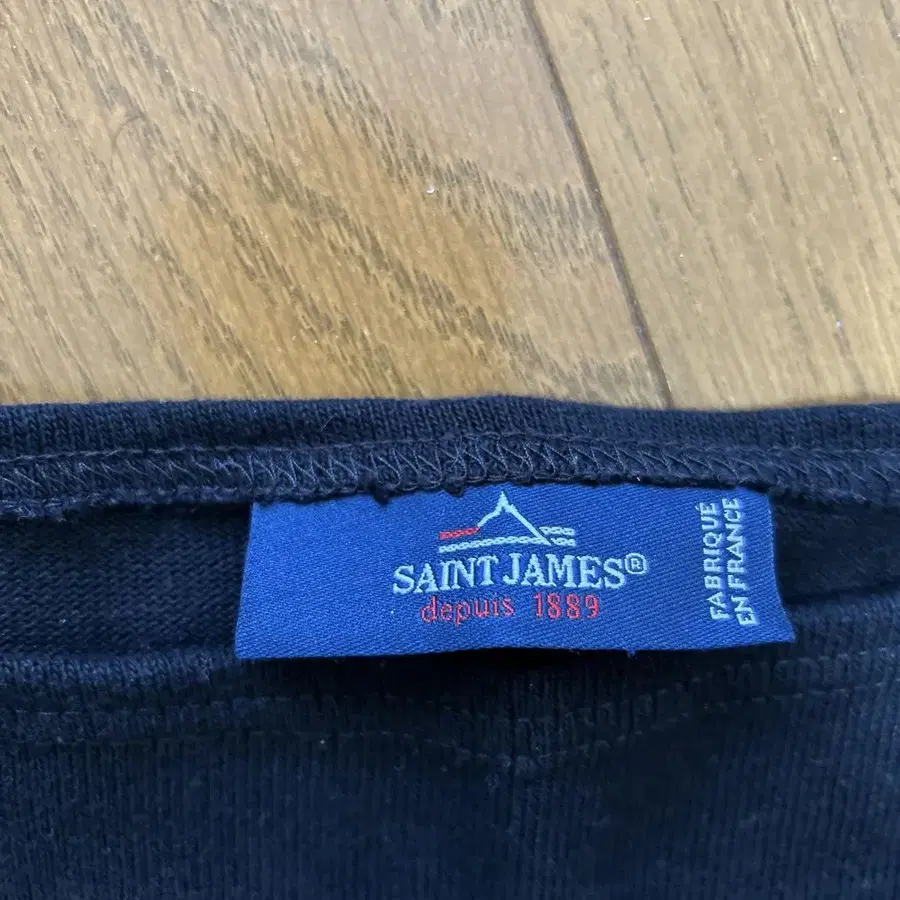 SAINT JAMES®
depuis 1889
FABRIQUÉ
EN FRANCE